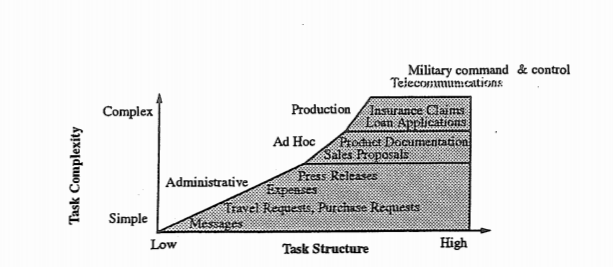 Military command & control
Telecommunications
Production
Insurance Claims
Loan Applications
Complex
Ad Hoc
Product Documentation
Sales Proposals
Task Complexity
Administrative
Press Releases
Expenses
Travel Requests, Purchase Requests
Simple
Messages
Low
Task Structure
High